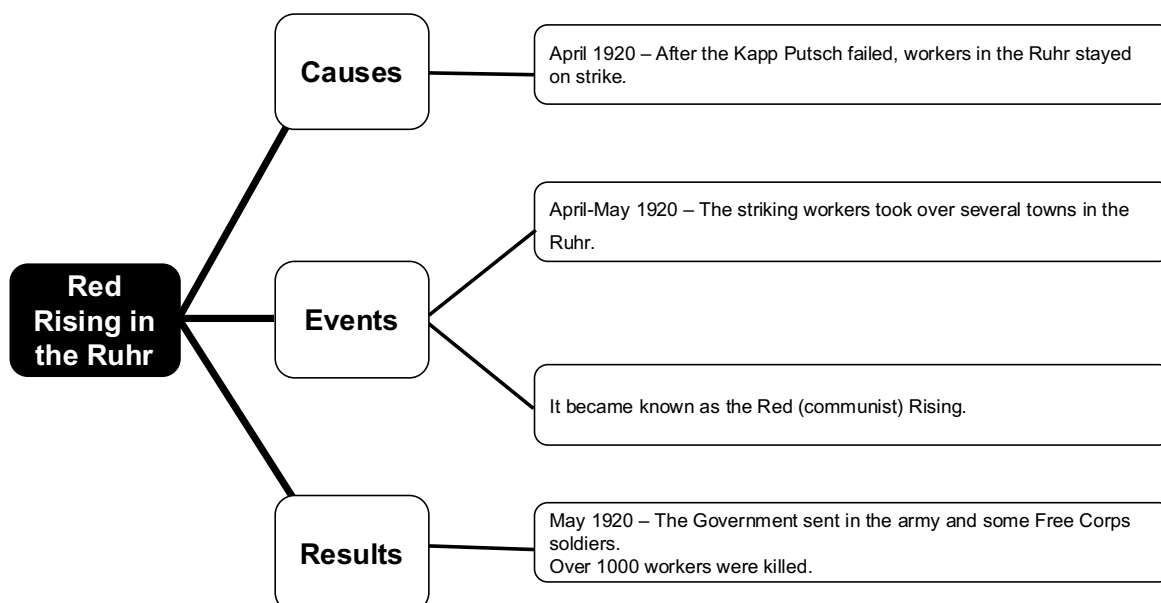 Red
Rising in
the Ruhr
Causes
April 1920 – After the Kapp Putsch failed, workers in the Ruhr stayed
on strike.
Events
April-May 1920 – The striking workers took over several towns in the
Ruhr.
It became known as the Red (communist) Rising.
Results
May 1920 – The Government sent in the army and some Free Corps
soldiers.
Over 1000 workers were killed.